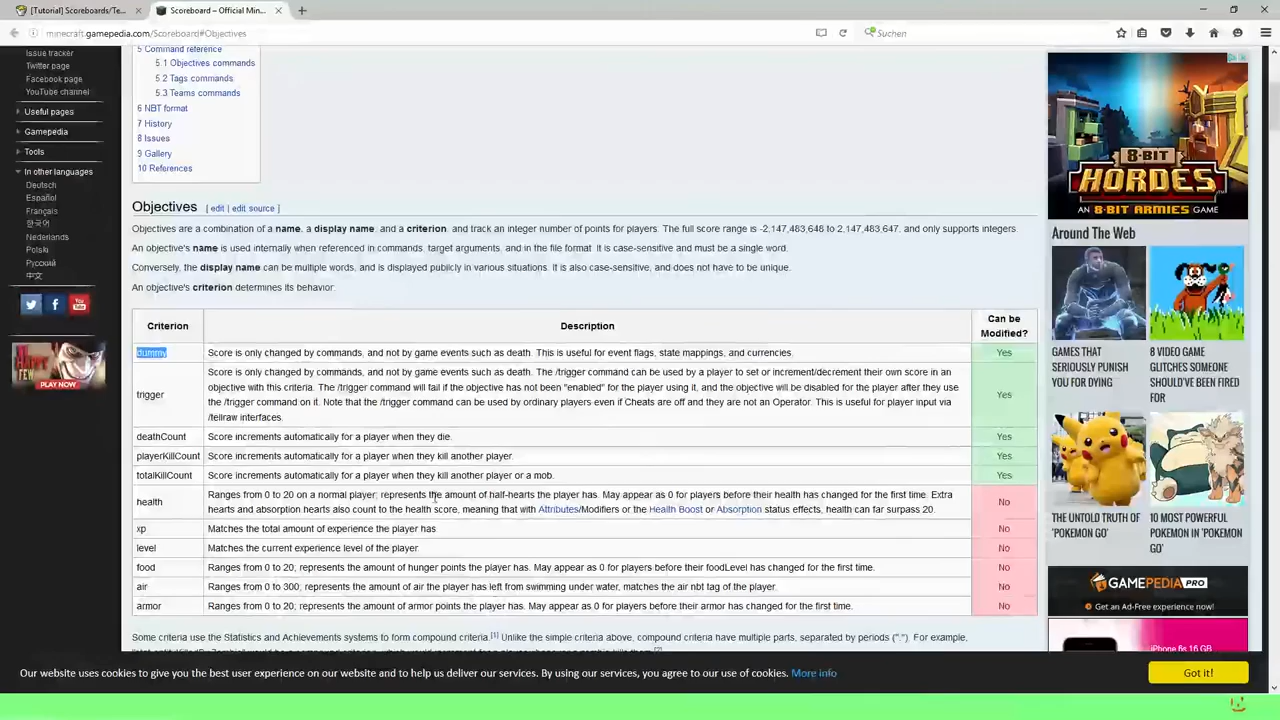 [Tutorial] Scoreboards/Te...
Scoreboard – Official Min...
minecraft.gamepedia.com/Scoreboard#Objectives
Suchen
Issue tracker
Twitter page
Facebook page
YouTube channel
Useful pages
Gamepedia
Tools
In other languages
Deutsch
Español
Français
한국어
Nederlands
Polski
Русский
中文
PLAY NOW
5 Command reference
5.1 Objectives commands
5.2 Tags commands
5.3 Teams commands
6 NBT format
7 History
8 Issues
9 Gallery
10 References
Objectives [ edit | edit source ]
Objectives are a combination of a name, a display name, and a criterion, and track an integer number of points for players. The full score range is -2,147,483,648 to 2,147,483,647, and only supports integers.
An objective's name is used internally when referenced in commands, target arguments, and in the file format. It is case-sensitive and must be a single word.
Conversely, the display name can be multiple words, and is displayed publicly in various situations. It is also case-sensitive, and does not have to be unique.
An objective's criterion determines its behavior.
Criterion Description Can be Modified?
dummy Score is only changed by commands, and not by game events such as death. This is useful for event flags, state mappings, and currencies. Yes
Score is only changed by commands, and not by game events such as death. The /trigger command can be used by a player to set or increment/decrement their own score in an
objective with this criteria. The /trigger command will fail if the objective has not been "enabled" for the player using it, and the objective will be disabled for the player after they use
trigger Yes
the /trigger command on it. Note that the /trigger command can be used by ordinary players even if Cheats are off and they are not an Operator. This is useful for player input via
/tellraw interfaces.
deathCount Score increments automatically for a player when they die. Yes
playerKillCount Score increments automatically for a player when they kill another player. Yes
totalKillCount Score increments automatically for a player when they kill another player or a mob. Yes
health Ranges from 0 to 20 on a normal player; represents the amount of half-hearts the player has. May appear as 0 for players before their health has changed for the first time. Extra No
hearts and absorption hearts also count to the health score, meaning that with Attributes/Modifiers or the Health Boost or Absorption status effects, health can far surpass 20.
xp Matches the total amount of experience the player has No
level Matches the current experience level of the player. No
food Ranges from 0 to 20; represents the amount of hunger points the player has. May appear as 0 for players before their foodLevel has changed for the first time. No
air Ranges from 0 to 300; represents the amount of air the player has left from swimming under water, matches the air nbt tag of the player. No
armor Ranges from 0 to 20; represents the amount of armor points the player has. May appear as 0 for players before their armor has changed for the first time. No
Some criteria use the Statistics and Achievements systems to form compound criteria.[1] Unlike the simple criteria above, compound criteria have multiple parts, separated by periods ("."). For example,
8-BIT
HORDES
AN 8-BIT ARMIES GAME
Around The Web
GAMES THAT
SERIOUSLY PUNISH
YOU FOR DYING
8 VIDEO GAME
GLITCHES SOMEONE
SHOULD'VE BEEN FIRED
FOR
THE UNTOLD TRUTH OF
'POKEMON GO'
10 MOST POWERFUL
POKEMON IN 'POKEMON
GO'
GAMEPEDIA PRO
Get an Ad-Free experience now!
iPhone 6s 16 GB
Our website uses cookies to give you the best user experience on our website and to help us deliver our services. By using our services, you agree to our use of cookies. More info
Got it!